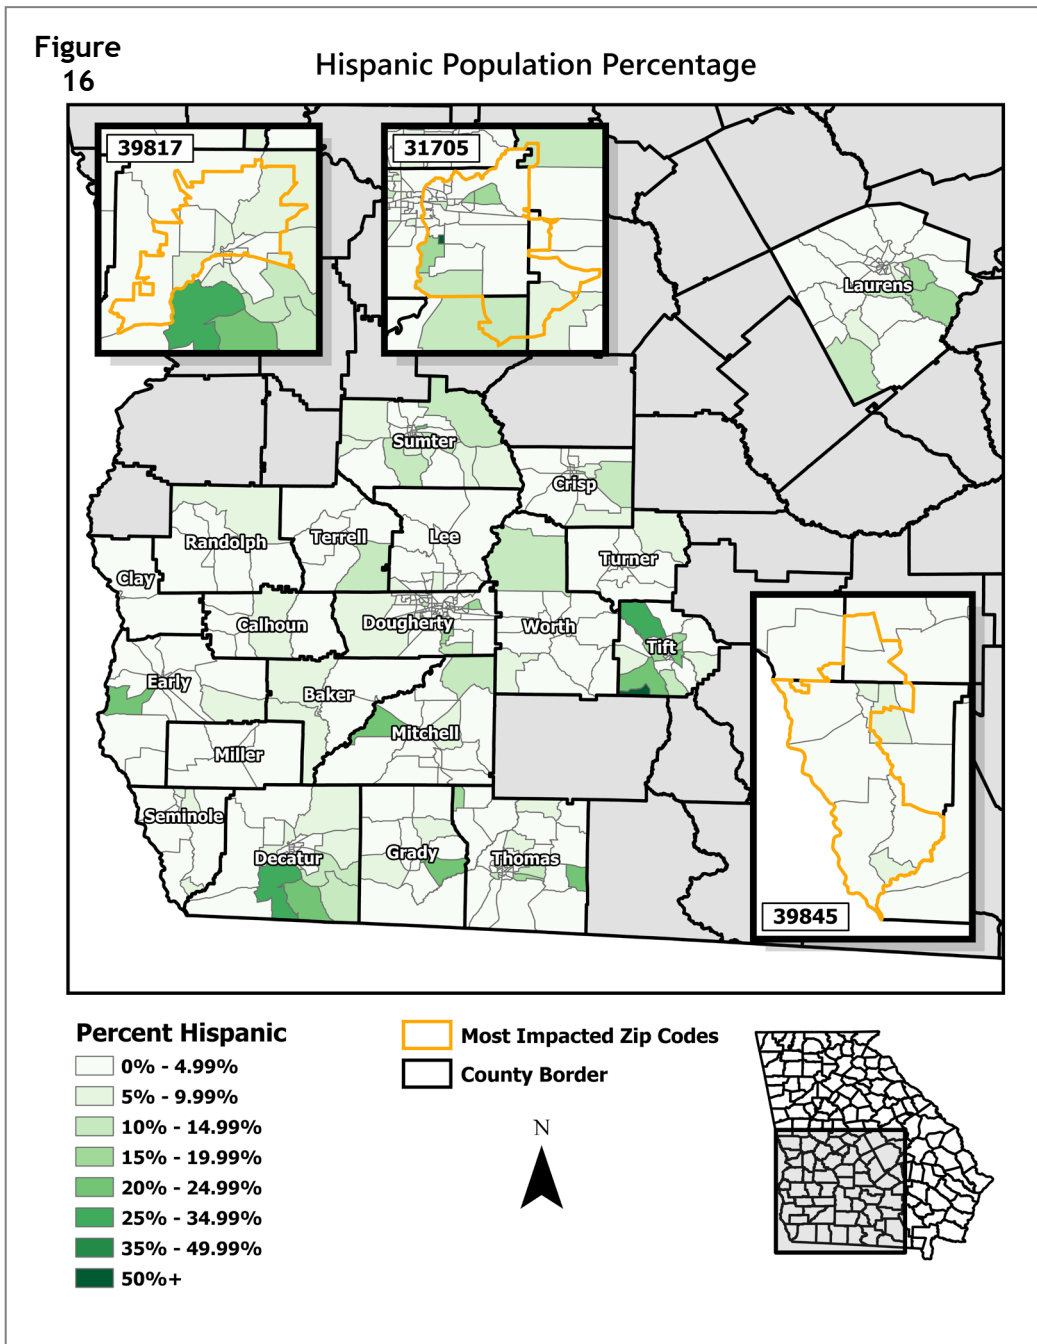 Figure
16
Hispanic Population Percentage
39817
31705
Laurens
Sumter
Crisp
Randolph
Terrell
Lee
Turner
Clay
Calhoun
Dougherty
Worth
Tift
Early
Baker
Mitchell
Miller
Seminole
Decatur
Grady
Thomas
39845
Percent Hispanic
0% - 4.99%
5% - 9.99%
10% - 14.99%
15% - 19.99%
20% - 24.99%
25% - 34.99%
35% - 49.99%
50%+
Most Impacted Zip Codes
County Border
N